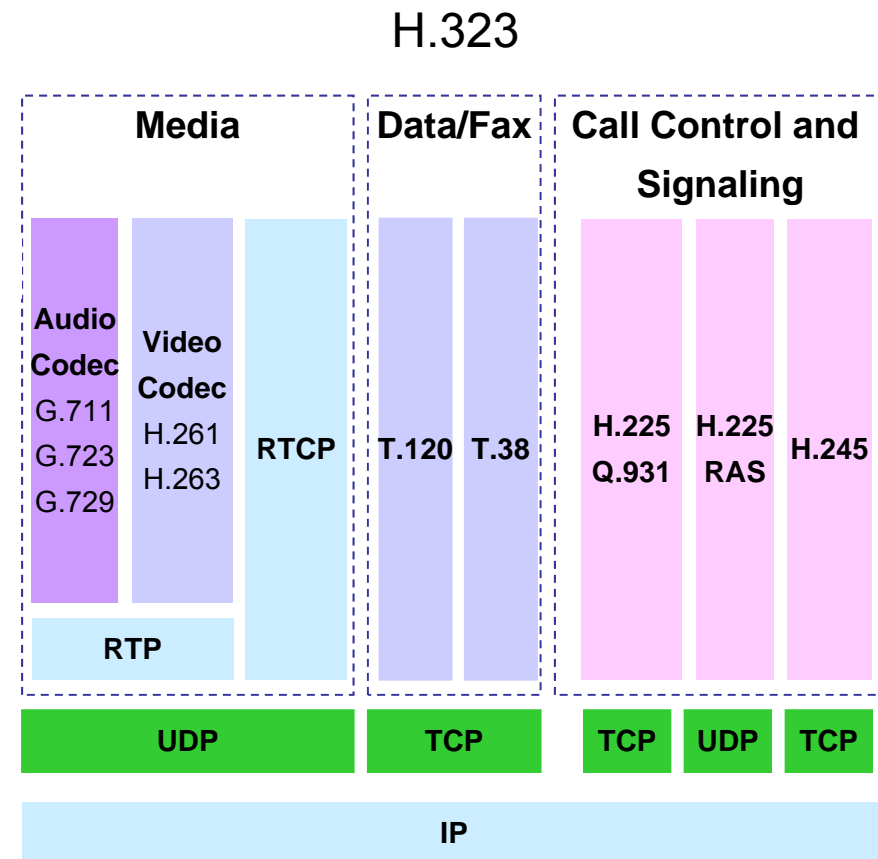 H.323
Media
Data/Fax
Call Control and
Signaling
Audio
Codec
G.711
G.723
G.729
Video
Codec
H.261
H.263
RTCP
RTP
T.120
T.38
H.225
Q.931
H.225
RAS
H.245
UDP
TCP
TCP
UDP
TCP
IP